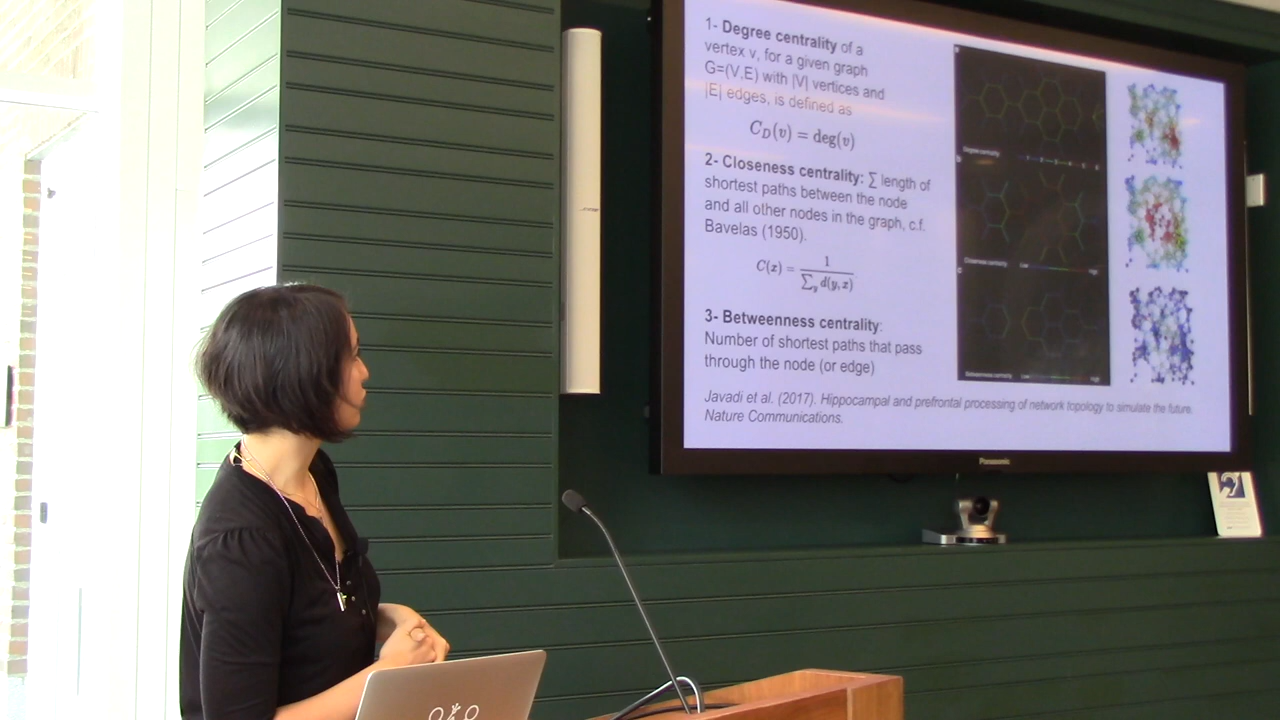 1- Degree centrality of a
vertex v, for a given graph
G=(V,E) with |V| vertices and
|E| edges, is defined as
C_D(v) = deg(v)
2- Closeness centrality: ∑ length of
shortest paths between the node
and all other nodes in the graph, c.f.
Bavelas (1950).
C(x) = 1 / ∑_y d(y,x)
3- Betweenness centrality:
Number of shortest paths that pass
through the node (or edge)
Degree centrality
Closeness centrality Low High
Betweenness centrality Low High
Javadi et al. (2017). Hippocampal and prefrontal processing of network topology to simulate the future.
Nature Communications.
Panasonic